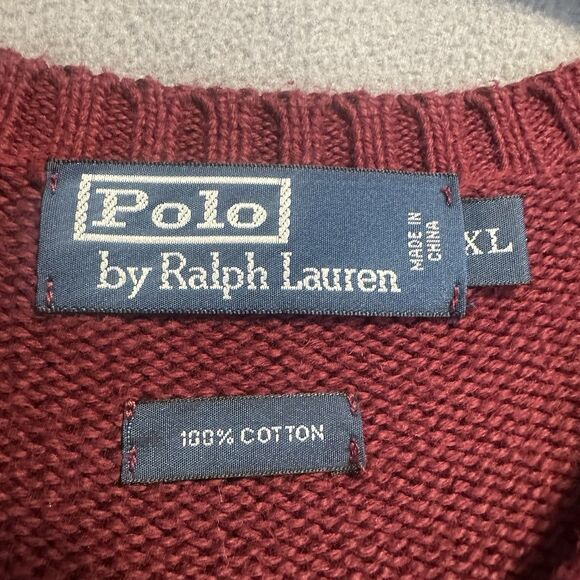 Polo
by Ralph Lauren
MADE IN
CHINA
XL
100% COTTON